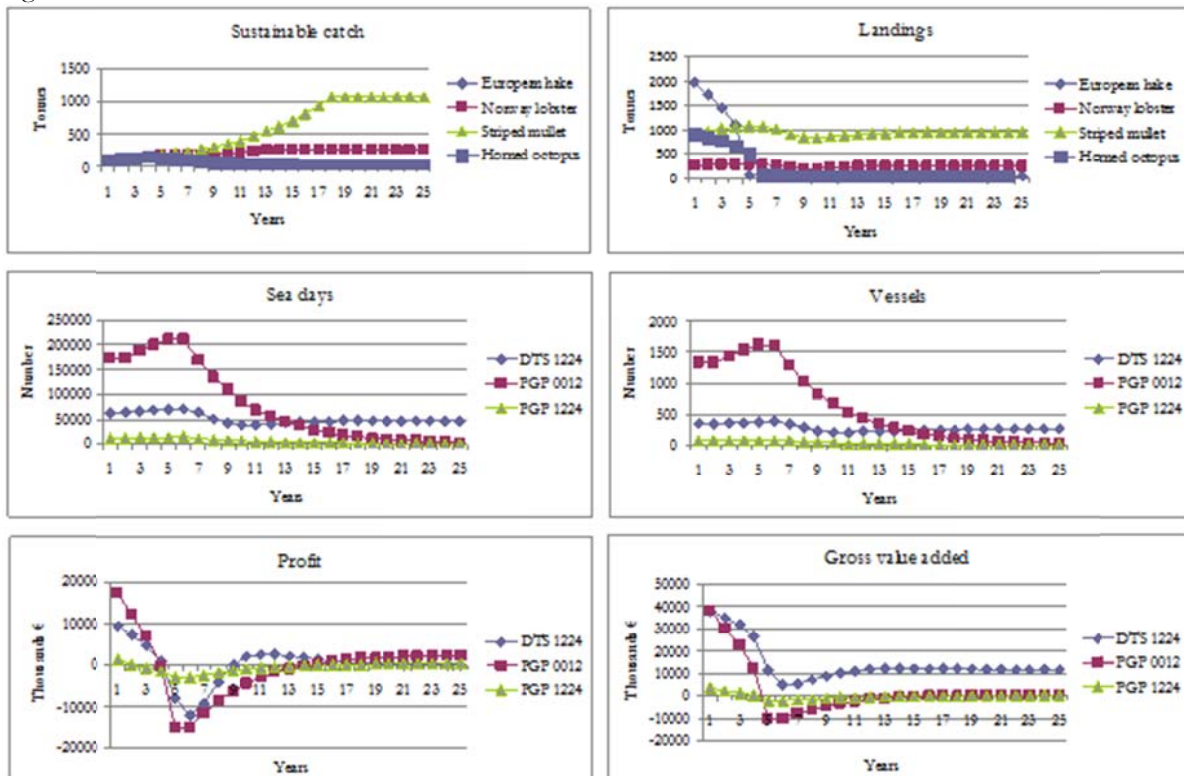 Sustainable catch
Tonnes
1500
1000
500
0
1 3 5 7 9 11 13 15 17 19 21 23 25
Years
European hake
Norway lobster
Striped mullet
Horned octopus
Landings
Tonnes
2500
2000
1500
1000
500
0
1 3 5 7 9 11 13 15 17 19 21 23 25
Years
European hake
Norway lobster
Striped mullet
Horned octopus
Sea days
Number
250000
200000
150000
100000
50000
0
1 3 5 7 9 11 13 15 17 19 21 23 25
Years
DTS 1224
PGP 0012
PGP 1224
Vessels
Number
2000
1500
1000
500
0
1 3 5 7 9 11 13 15 17 19 21 23 25
Years
DTS 1224
PGP 0012
PGP 1224
Profit
Thousands €
20000
10000
0
-10000
-20000
1 3 5 7 9 11 13 15 17 19 21 23 25
Years
DTS 1224
PGP 0012
PGP 1224
Gross value added
Thousands €
50000
40000
30000
20000
10000
0
-10000
-20000
1 3 5 7 9 11 13 15 17 19 21 23 25
Years
DTS 1224
PGP 0012
PGP 1224